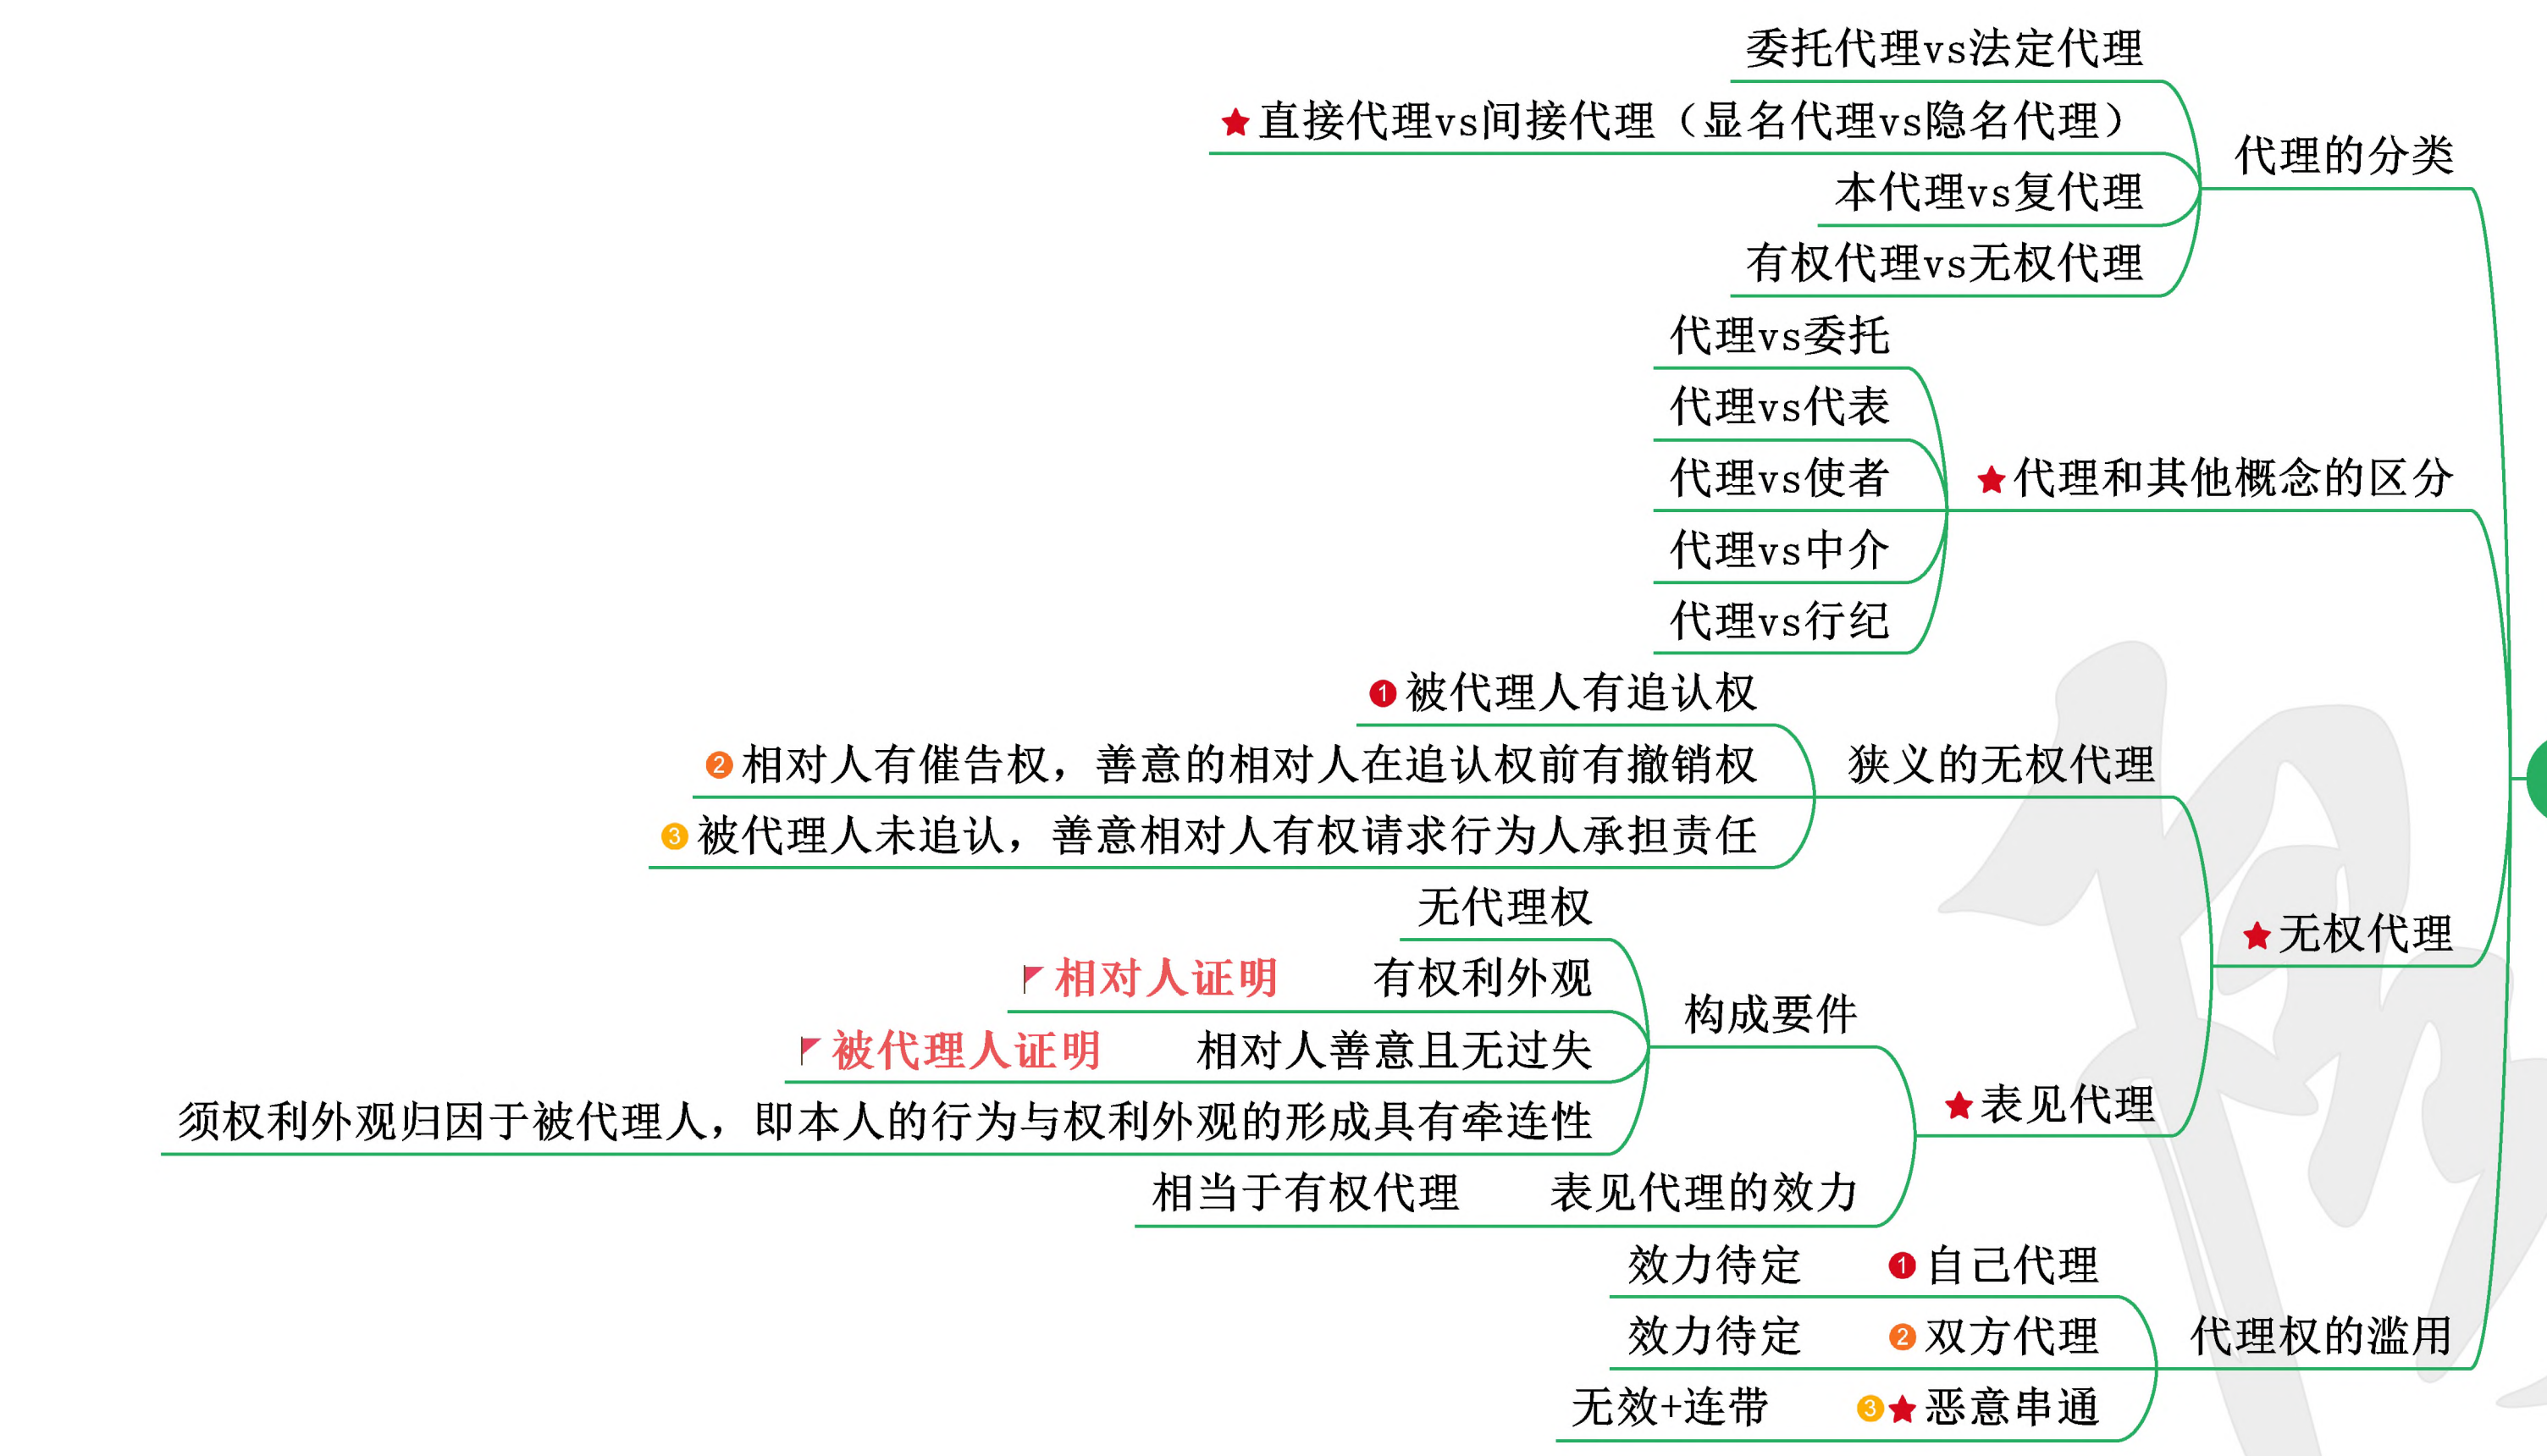 委托代理vs法定代理
直接代理vs间接代理（显名代理vs隐名代理）
代理的分类
本代理vs复代理
有权代理vs无权代理
代理vs委托
代理vs代表
代理vs使者
代理和其他概念的区分
代理vs中介
代理vs行纪
1 被代理人有追认权
2 相对人有催告权，善意的相对人在追认权前有撤销权
狭义的无权代理
3 被代理人未追认，善意相对人有权请求行为人承担责任
无代理权
无权代理
相对人证明 有权利外观
构成要件
被代理人证明 相对人善意且无过失
表见代理
须权利外观归因于被代理人，即本人的行为与权利外观的形成具有牵连性
相当于有权代理 表见代理的效力
效力待定 1 自己代理
效力待定 2 双方代理
代理权的滥用
无效+连带 3 恶意串通